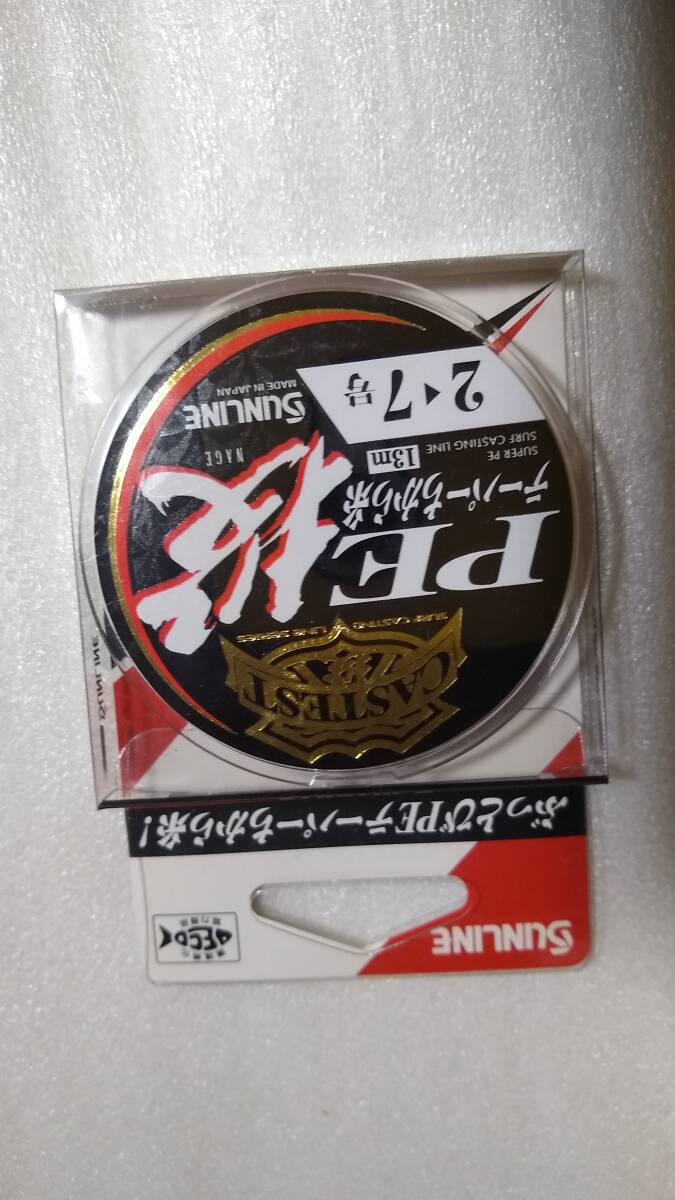 SUNLINE
ぶっとびPEテーパーちから糸!
CASTEST
SURF CASTING LINE SERIES
PE投
テーパーちから糸
NAGE
SUPER PE
SURF CASTING LINE
13m
2▶7号
SUNLINE
MADE IN JAPAN
SUNLINE
ECO